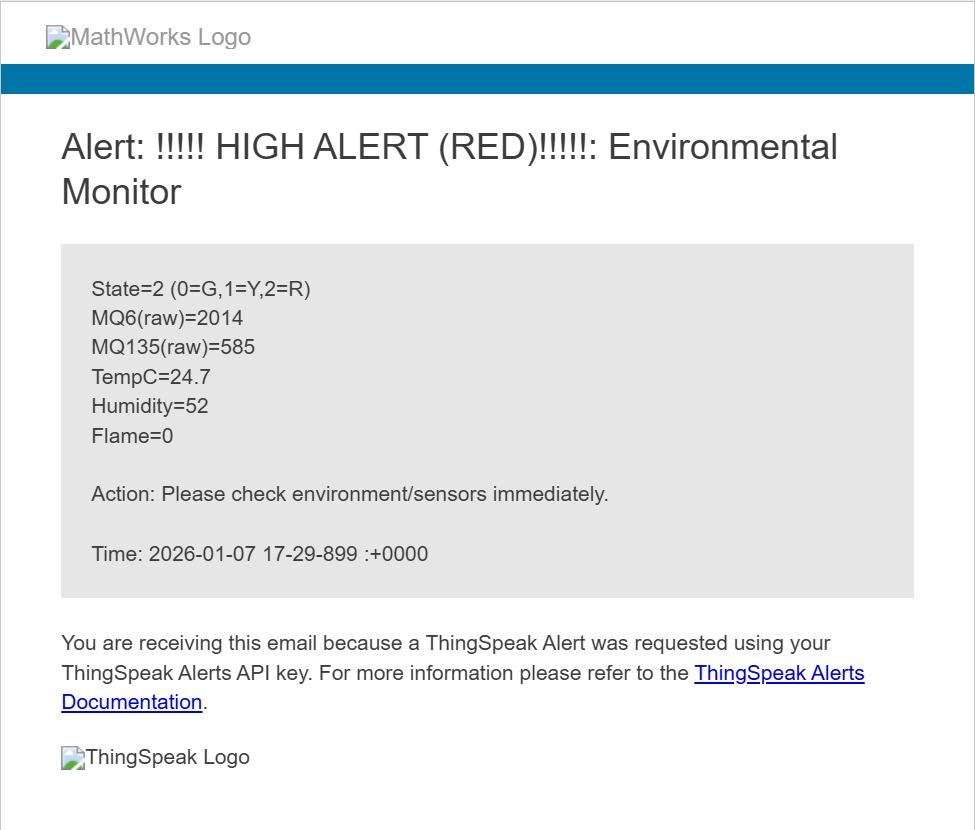 MathWorks Logo
Alert: !!!!! HIGH ALERT (RED)!!!!!: Environmental
Monitor
State=2 (0=G,1=Y,2=R)
MQ6(raw)=2014
MQ135(raw)=585
TempC=24.7
Humidity=52
Flame=0
Action: Please check environment/sensors immediately.
Time: 2026-01-07 17-29-899 :+0000
You are receiving this email because a ThingSpeak Alert was requested using your
ThingSpeak Alerts API key. For more information please refer to the ThingSpeak Alerts
Documentation.
ThingSpeak Logo